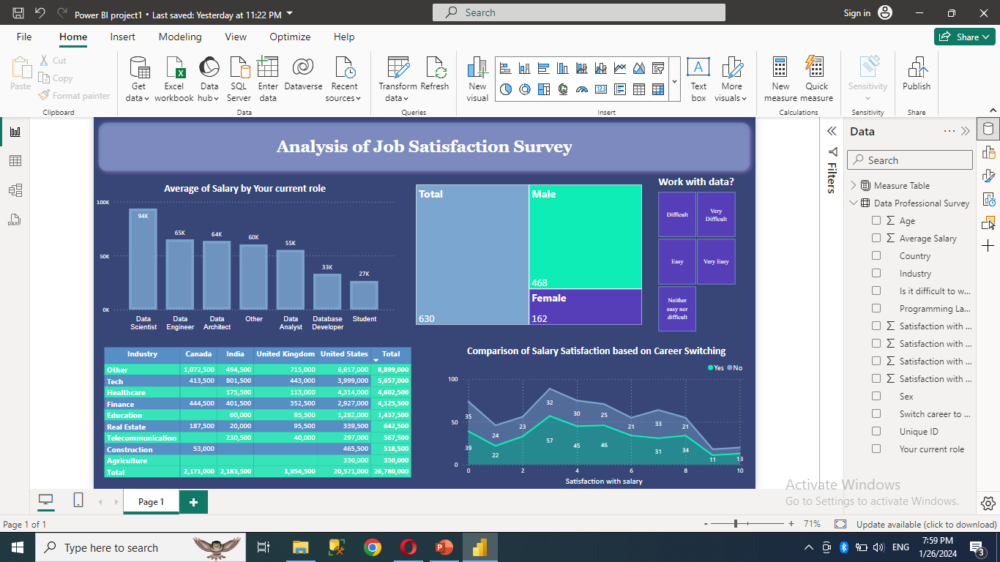 Power BI project1 • Last saved: Yesterday at 11:22 PM
Search
Sign in
File Home Insert Modeling View Optimize Help
Share
Paste
Cut
Copy
Format painter
Clipboard
Get data
Excel workbook
Data hub
SQL Server
Enter data
Dataverse
Recent sources
Data
Transform data
Refresh
Queries
New visual
Text box
More visuals
Insert
New measure
Quick measure
Calculations
Sensitivity
Sensitivity
Publish
Share
Analysis of Job Satisfaction Survey
Average of Salary by Your current role
100K
50K
0K
94K
65K
64K
60K
55K
33K
27K
Data Scientist
Data Engineer
Data Architect
Other
Data Analyst
Database Developer
Student
Total
630
Male
468
Female
162
Work with data?
Difficult
Very Difficult
Easy
Very Easy
Neither easy nor difficult
Industry Canada India United Kingdom United States Total
Other 1,072,500 494,500 715,000 6,617,000 8,899,000
Tech 413,500 801,500 443,000 3,999,000 5,657,000
Healthcare 175,500 113,000 4,314,000 4,602,500
Finance 444,500 401,500 352,500 2,927,000 4,125,500
Education 60,000 95,500 1,282,000 1,437,500
Real Estate 187,500 20,000 95,500 339,500 642,500
Telecommunication 230,500 40,000 297,000 567,500
Construction 53,000 465,500 518,500
Agriculture 330,000 330,000
Total 2,171,000 2,183,500 1,854,500 20,571,000 26,780,000
Comparison of Salary Satisfaction based on Career Switching
Yes No
100
50
0
35 24 23 32 30 25 21 33 21
39 22 57 45 46 31 34 11 13
0 2 4 6 8 10
Satisfaction with salary
Filters
Data
Search
Measure Table
Data Professional Survey
Age
Average Salary
Country
Industry
Is it difficult to w...
Programming La...
Satisfaction with ...
Satisfaction with ...
Satisfaction with ...
Satisfaction with ...
Sex
Switch career to ...
Unique ID
Your current role
Activate Windows
Go to Settings to activate Windows.
Page 1
Page 1 of 1
- + 71%
Update available (click to download)
Type here to search
ENG
7:59 PM
1/26/2024
3